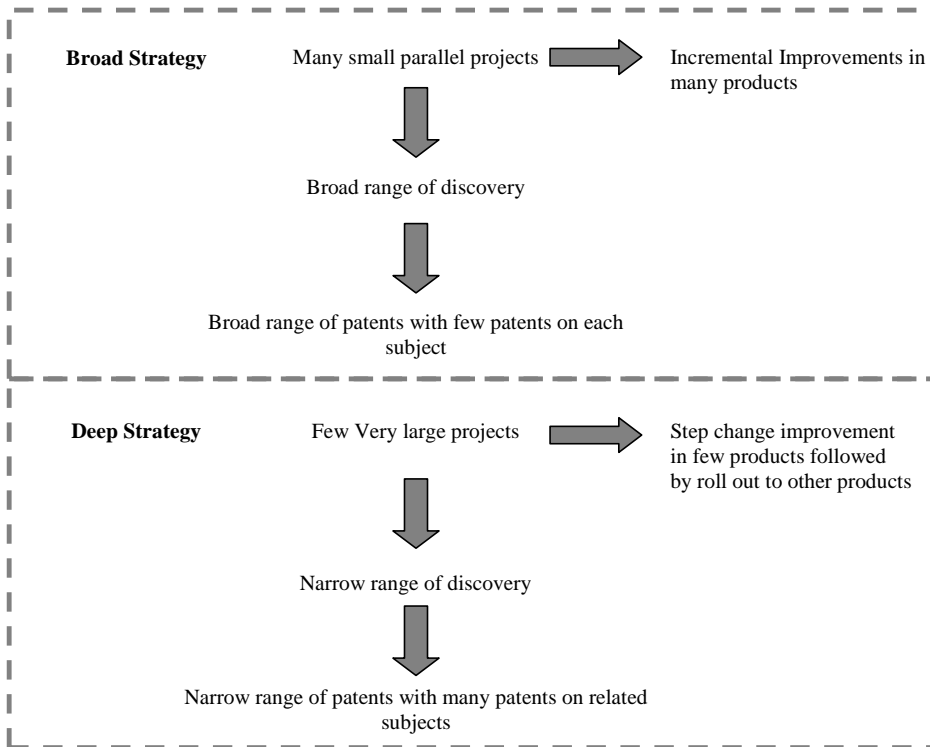 Broad Strategy
Many small parallel projects
Incremental Improvements in
many products
Broad range of discovery
Broad range of patents with few patents on each
subject
Deep Strategy
Few Very large projects
Step change improvement
in few products followed
by roll out to other products
Narrow range of discovery
Narrow range of patents with many patents on related
subjects